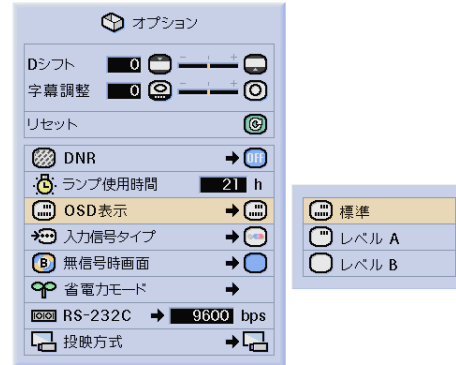 オプション
Dシフト 0 - +
字幕調整 0 - +
リセット
DNR OFF
ランプ使用時間 21 h
OSD表示
入力信号タイプ
B 無信号時画面
省電力モード
RS-232C 9600 bps
投映方式
標準
レベル A
レベル B